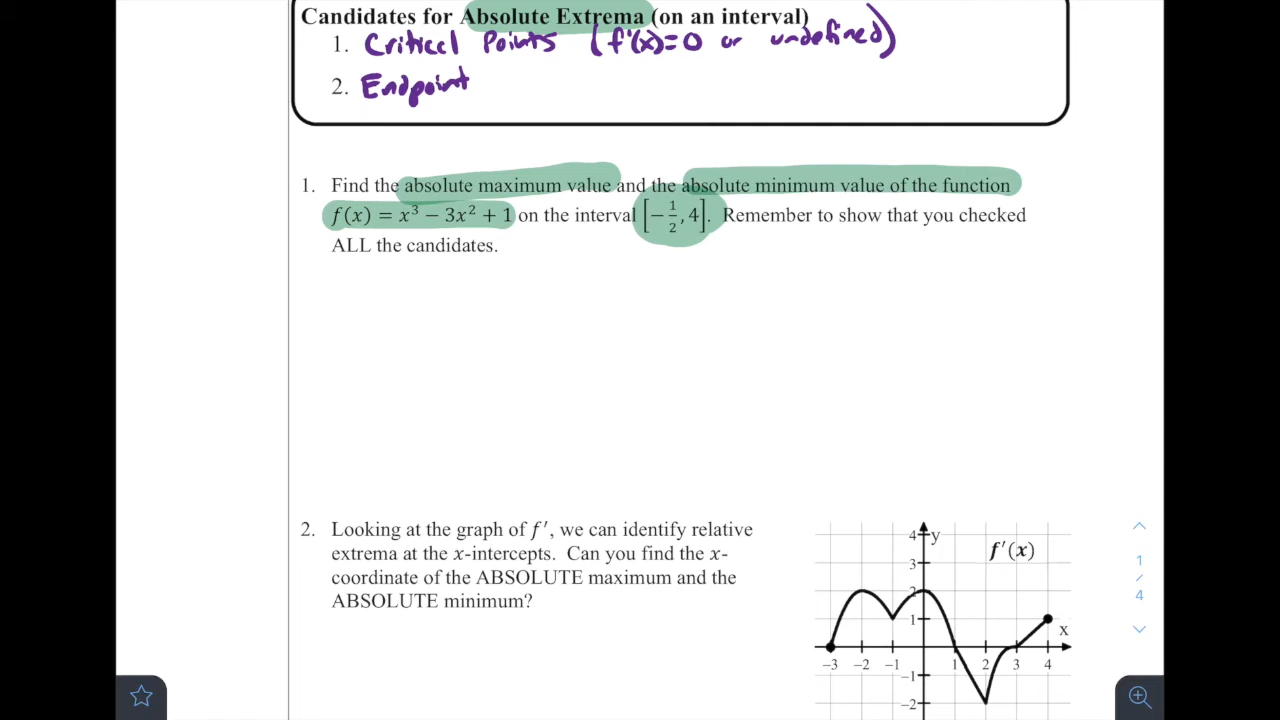 Candidates for Absolute Extrema (on an interval)
1. Critical Points (f'(x)=0 or undefined)
2. Endpoint
1. Find the absolute maximum value and the absolute minimum value of the function
f(x) = x³ − 3x² + 1 on the interval [−1/2, 4]. Remember to show that you checked
ALL the candidates.
2. Looking at the graph of f′, we can identify relative
extrema at the x-intercepts. Can you find the x-
coordinate of the ABSOLUTE maximum and the
ABSOLUTE minimum?
4 y
f′(x)
3
2
1
x
−3 −2 −1 1 2 3 4
−1
−2
1
/
4